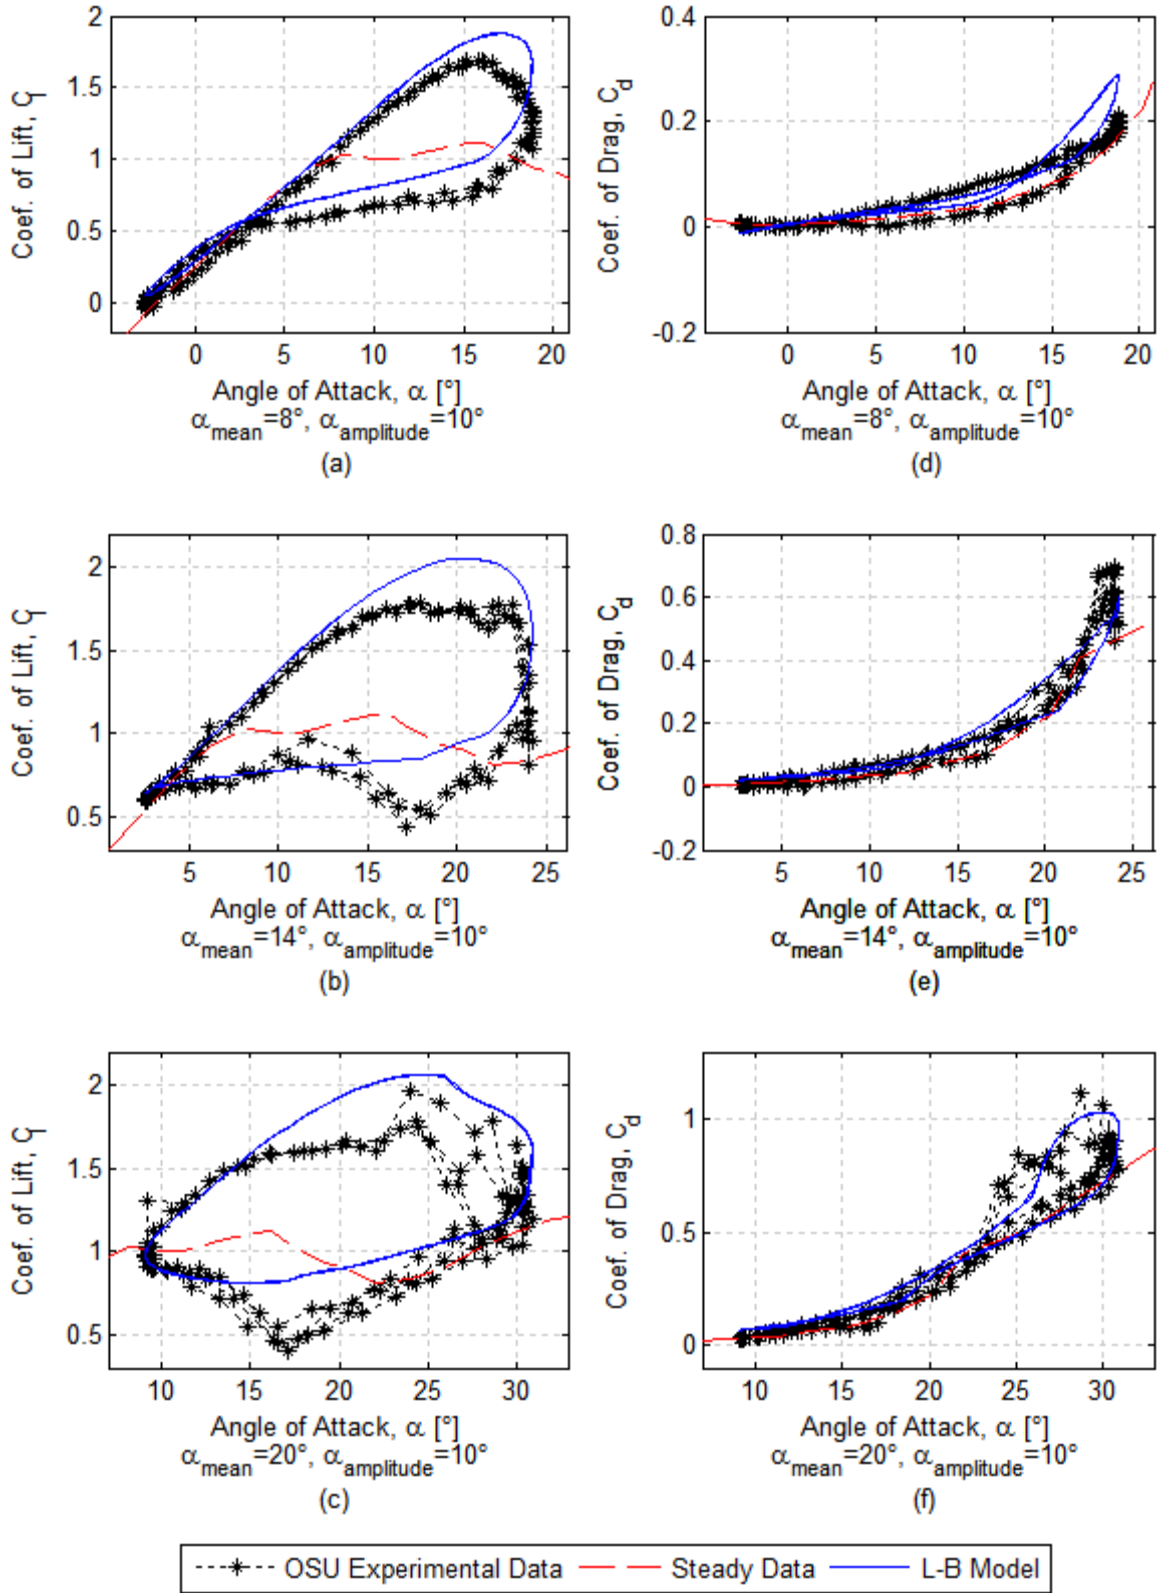 2
1.5
1
0.5
0
Coef. of Lift, Cl
0 5 10 15 20
Angle of Attack, α [°]
αmean=8°, αamplitude=10°
(a)
0.4
0.2
0
-0.2
Coef. of Drag, Cd
0 5 10 15 20
Angle of Attack, α [°]
αmean=8°, αamplitude=10°
(d)
2
1.5
1
0.5
Coef. of Lift, Cl
5 10 15 20 25
Angle of Attack, α [°]
αmean=14°, αamplitude=10°
(b)
0.8
0.6
0.4
0.2
0
-0.2
Coef. of Drag, Cd
5 10 15 20 25
Angle of Attack, α [°]
αmean=14°, αamplitude=10°
(e)
2
1.5
1
0.5
Coef. of Lift, Cl
10 15 20 25 30
Angle of Attack, α [°]
αmean=20°, αamplitude=10°
(c)
1
0.5
0
Coef. of Drag, Cd
10 15 20 25 30
Angle of Attack, α [°]
αmean=20°, αamplitude=10°
(f)
OSU Experimental Data Steady Data L-B Model